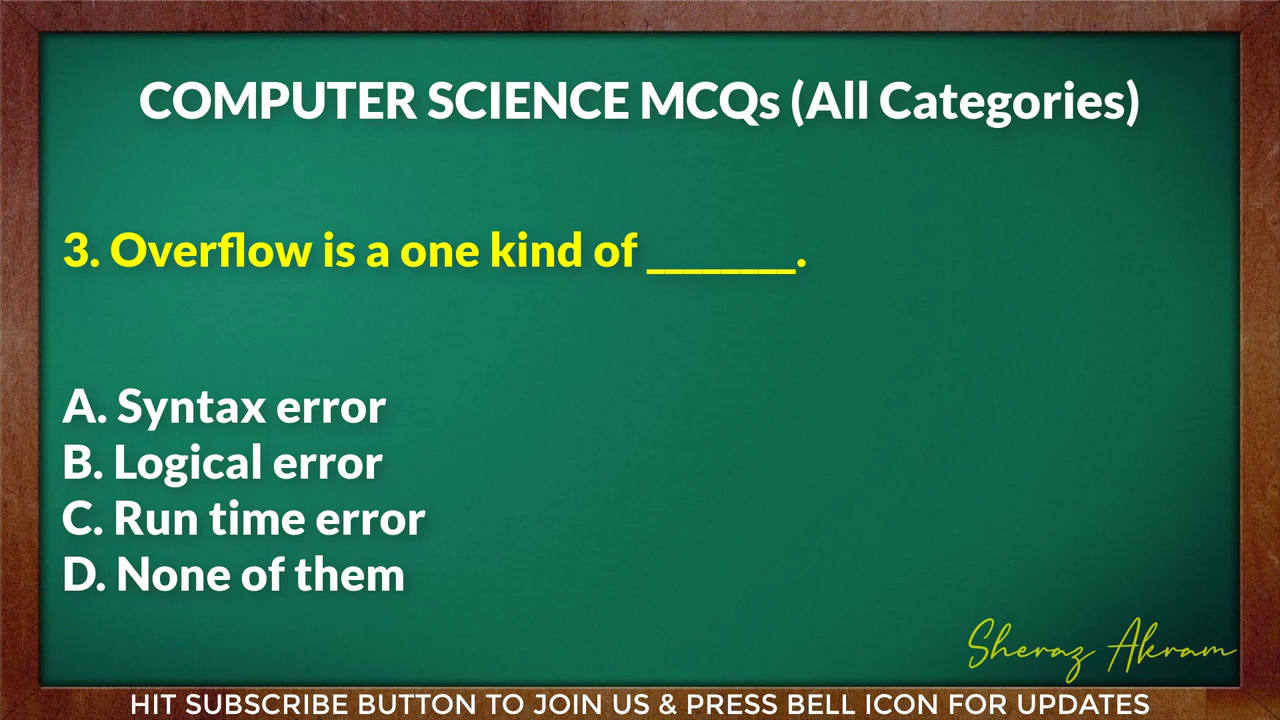 COMPUTER SCIENCE MCQs (All Categories)
3. Overflow is a one kind of ________.
A. Syntax error
B. Logical error
C. Run time error
D. None of them
Sheraz Akram
HIT SUBSCRIBE BUTTON TO JOIN US & PRESS BELL ICON FOR UPDATES